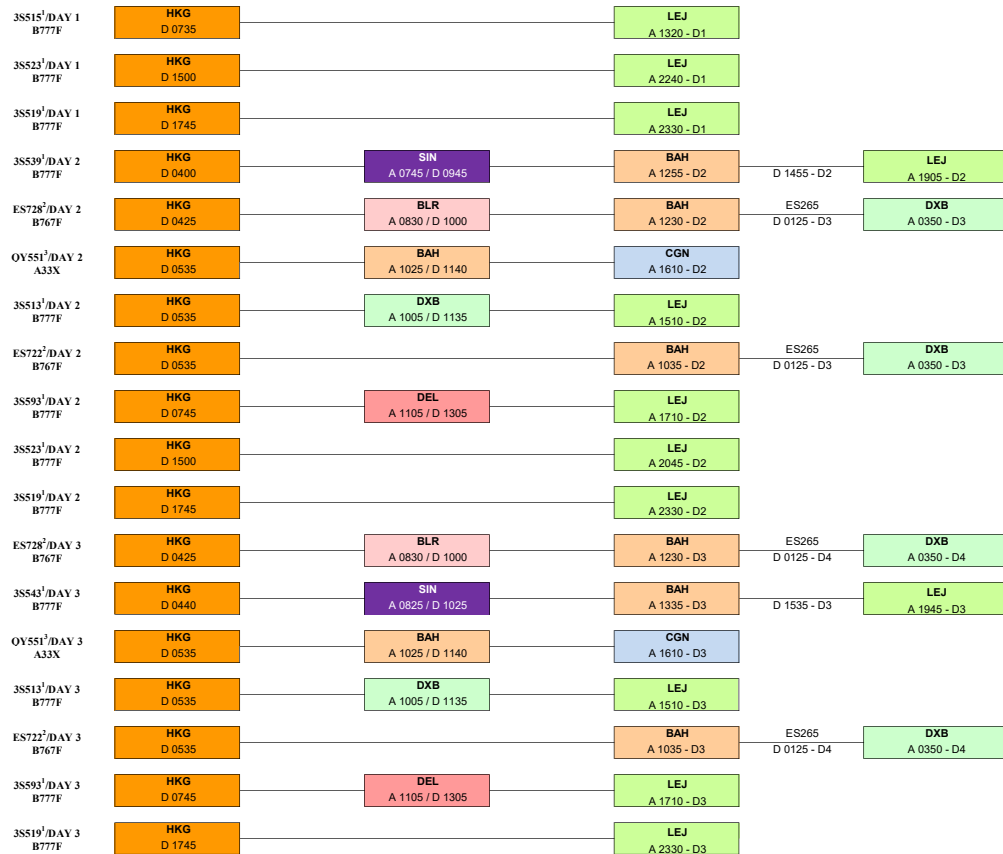 3S515¹/DAY 1 HKG LEJ
B777F D 0735 A 1320 - D1
3S523¹/DAY 1 HKG LEJ
B777F D 1500 A 2240 - D1
3S519¹/DAY 1 HKG LEJ
B777F D 1745 A 2330 - D1
3S539¹/DAY 2 HKG SIN BAH LEJ
B777F D 0400 A 0745 / D 0945 A 1255 - D2 D 1455 - D2 A 1905 - D2
ES728²/DAY 2 HKG BLR BAH ES265 DXB
B767F D 0425 A 0830 / D 1000 A 1230 - D2 D 0125 - D3 A 0350 - D3
QY551³/DAY 2 HKG BAH CGN
A33X D 0535 A 1025 / D 1140 A 1610 - D2
3S513¹/DAY 2 HKG DXB LEJ
B777F D 0535 A 1005 / D 1135 A 1510 - D2
ES722²/DAY 2 HKG BAH ES265 DXB
B767F D 0535 A 1035 - D2 D 0125 - D3 A 0350 - D3
3S593¹/DAY 2 HKG DEL LEJ
B777F D 0745 A 1105 / D 1305 A 1710 - D2
3S523¹/DAY 2 HKG LEJ
B777F D 1500 A 2045 - D2
3S519¹/DAY 2 HKG LEJ
B777F D 1745 A 2330 - D2
ES728²/DAY 3 HKG BLR BAH ES265 DXB
B767F D 0425 A 0830 / D 1000 A 1230 - D3 D 0125 - D4 A 0350 - D4
3S543¹/DAY 3 HKG SIN BAH LEJ
B777F D 0440 A 0825 / D 1025 A 1335 - D3 D 1535 - D3 A 1945 - D3
QY551³/DAY 3 HKG BAH CGN
A33X D 0535 A 1025 / D 1140 A 1610 - D3
3S513¹/DAY 3 HKG DXB LEJ
B777F D 0535 A 1005 / D 1135 A 1510 - D3
ES722²/DAY 3 HKG BAH ES265 DXB
B767F D 0535 A 1035 - D3 D 0125 - D4 A 0350 - D4
3S593¹/DAY 3 HKG DEL LEJ
B777F D 0745 A 1105 / D 1305 A 1710 - D3
3S519¹/DAY 3 HKG LEJ
B777F D 1745 A 2330 - D3